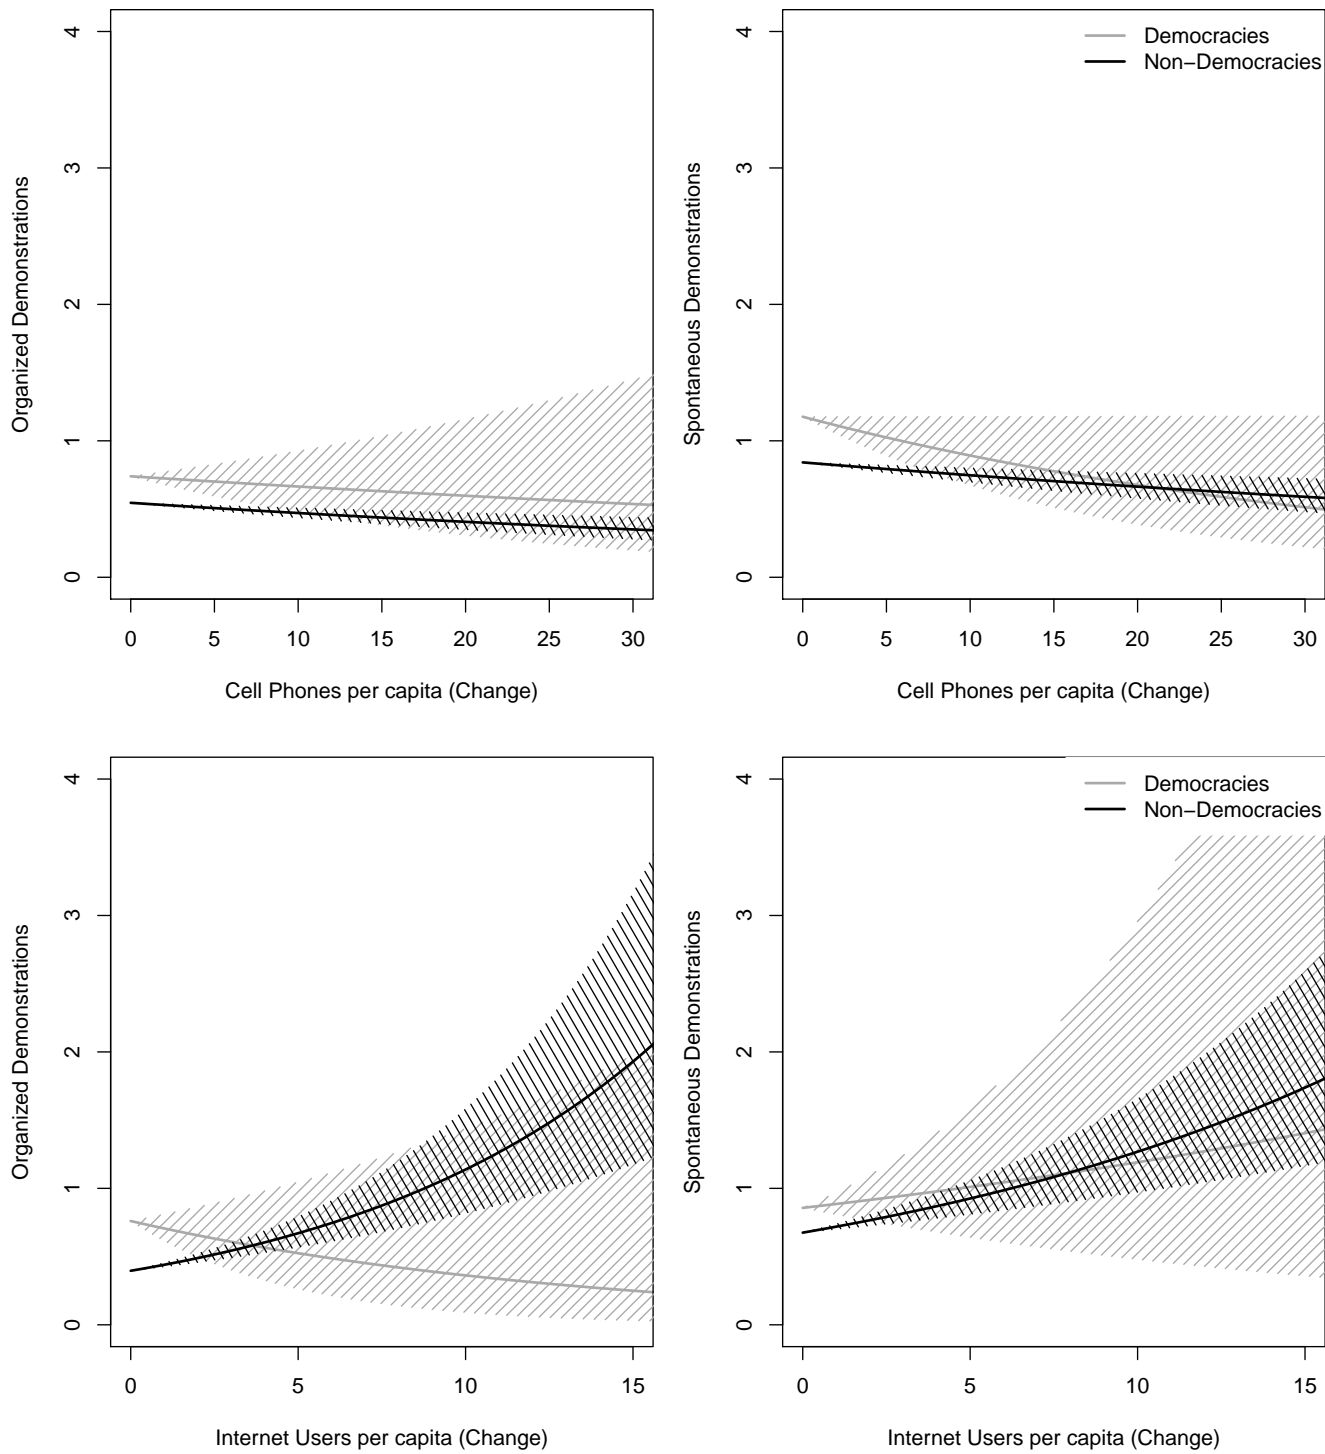 Organized Demonstrations
0
1
2
3
4
0 5 10 15 20 25 30
Cell Phones per capita (Change)
Spontaneous Demonstrations
0
1
2
3
4
Democracies
Non−Democracies
0 5 10 15 20 25 30
Cell Phones per capita (Change)
Organized Demonstrations
0
1
2
3
4
0 5 10 15
Internet Users per capita (Change)
Spontaneous Demonstrations
0
1
2
3
4
Democracies
Non−Democracies
0 5 10 15
Internet Users per capita (Change)